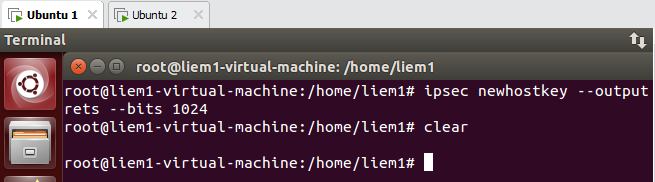 Ubuntu 1 × Ubuntu 2 ×
Terminal
root@liem1-virtual-machine: /home/liem1
root@liem1-virtual-machine:/home/liem1# ipsec newhostkey --output
rets --bits 1024
root@liem1-virtual-machine:/home/liem1# clear
root@liem1-virtual-machine:/home/liem1#